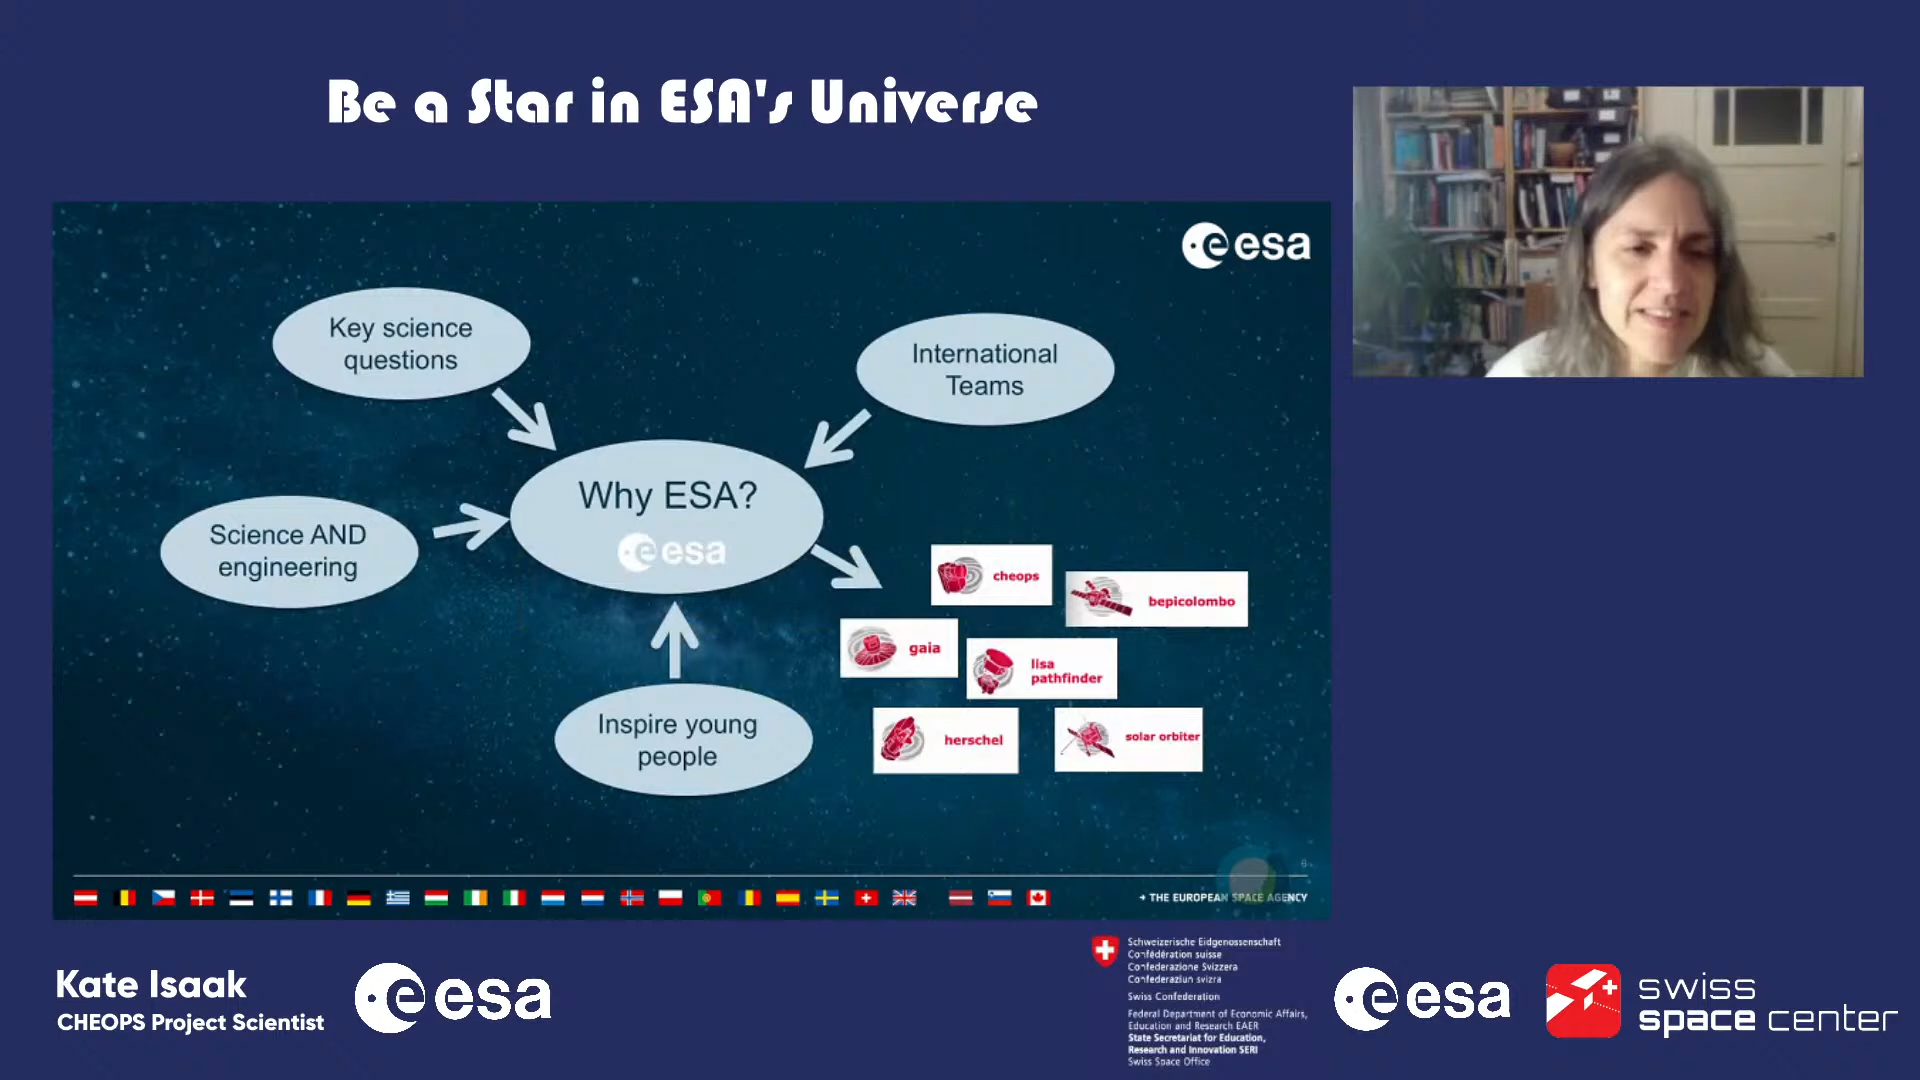 Be a Star in ESA's Universe
esa
Key science
questions
International
Teams
Why ESA?
esa
Science AND
engineering
cheops
bepicolombo
gaia
lisa
pathfinder
Inspire young
people
herschel
solar orbiter
6
→ THE EUROPEAN SPACE AGENCY
Kate Isaak
CHEOPS Project Scientist
esa
Schweizerische Eidgenossenschaft
Confédération suisse
Confederazione Svizzera
Confederaziun svizra
Swiss Confederation
Federal Department of Economic Affairs,
Education and Research EAER
State Secretariat for Education,
Research and Innovation SERI
Swiss Space Office
esa
swiss
space center